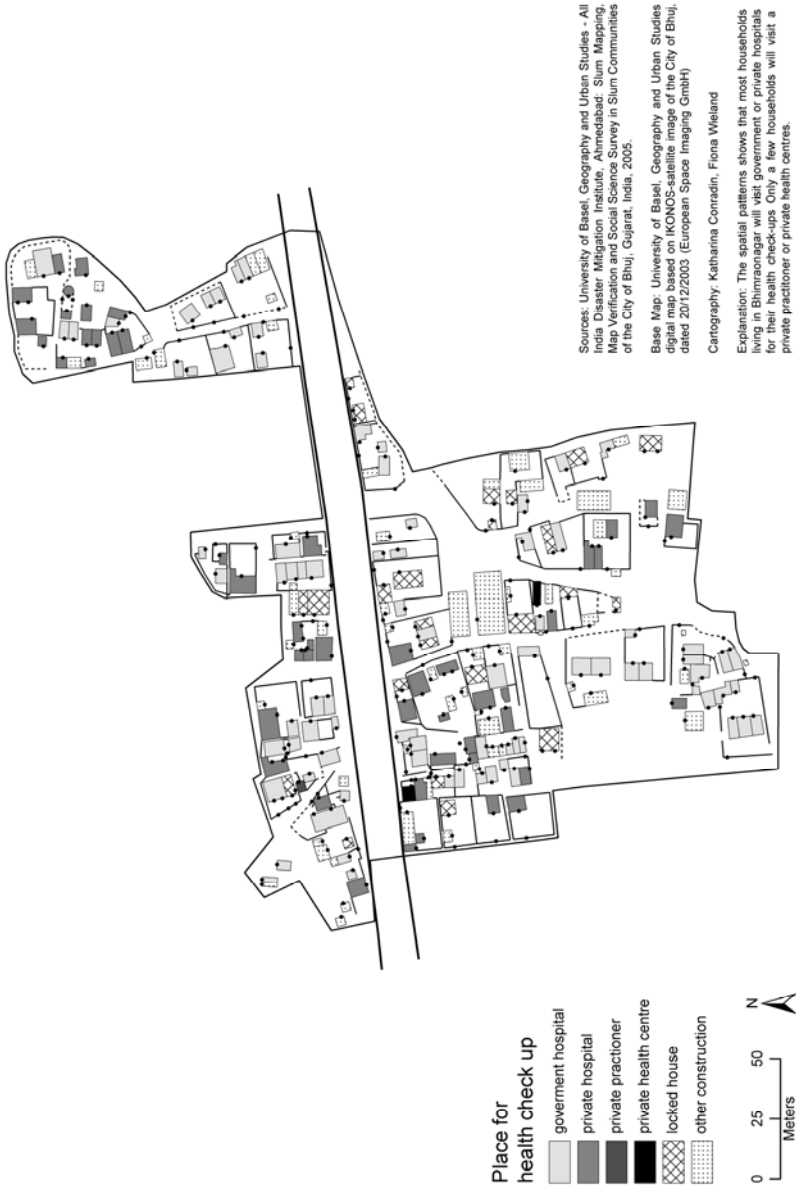 Place for
health check up
goverment hospital
private hospital
private practioner
private health centre
locked house
other construction
0
25
50
Meters
N
Sources: University of Basel, Geography and Urban Studies - All
India Disaster Mitigation Institute, Ahmedabad: Slum Mapping,
Map Verification and Social Science Survey in Slum Communities
of the City of Bhuj, Gujarat, India, 2005.
Base Map: University of Basel, Geography and Urban Studies
digital map based on IKONOS-satellite image of the City of Bhuj,
dated 20/12/2003 (European Space Imaging GmbH)
Cartography: Katharina Conradin, Fiona Wieland
Explanation: The spatial pattterns shows that most households
living in Bhimraonagar will visit government or private hospitals
for their health check-ups Only a few households will visit a
private practitioner or private health centres.